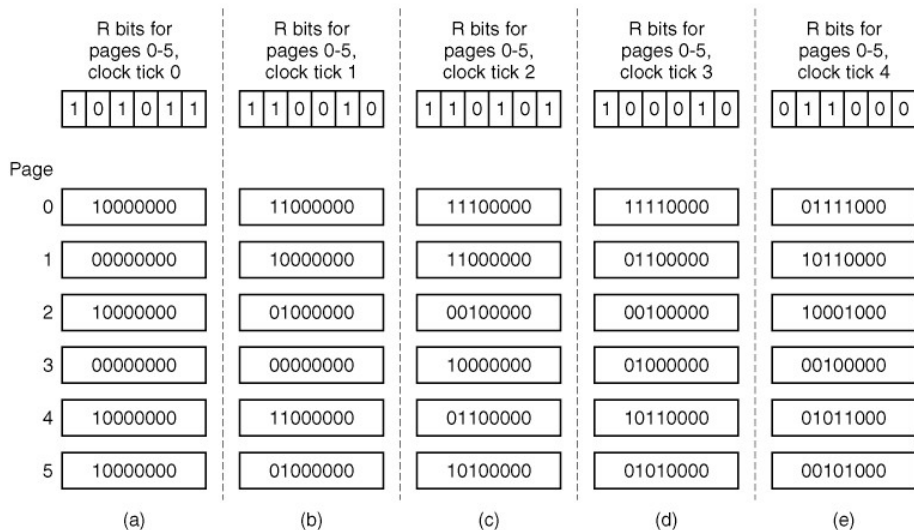 R bits for pages 0-5, clock tick 0
R bits for pages 0-5, clock tick 1
R bits for pages 0-5, clock tick 2
R bits for pages 0-5, clock tick 3
R bits for pages 0-5, clock tick 4
1 0 1 0 1 1 1 1 0 0 1 0 1 1 0 1 0 1 1 0 0 0 1 0 0 1 1 0 0 0
Page
0 10000000 11000000 11100000 11110000 01111000
1 00000000 10000000 11000000 01100000 10110000
2 10000000 01000000 00100000 00100000 10001000
3 00000000 00000000 10000000 01000000 00100000
4 10000000 11000000 01100000 10110000 01011000
5 10000000 01000000 10100000 01010000 00101000
(a) (b) (c) (d) (e)